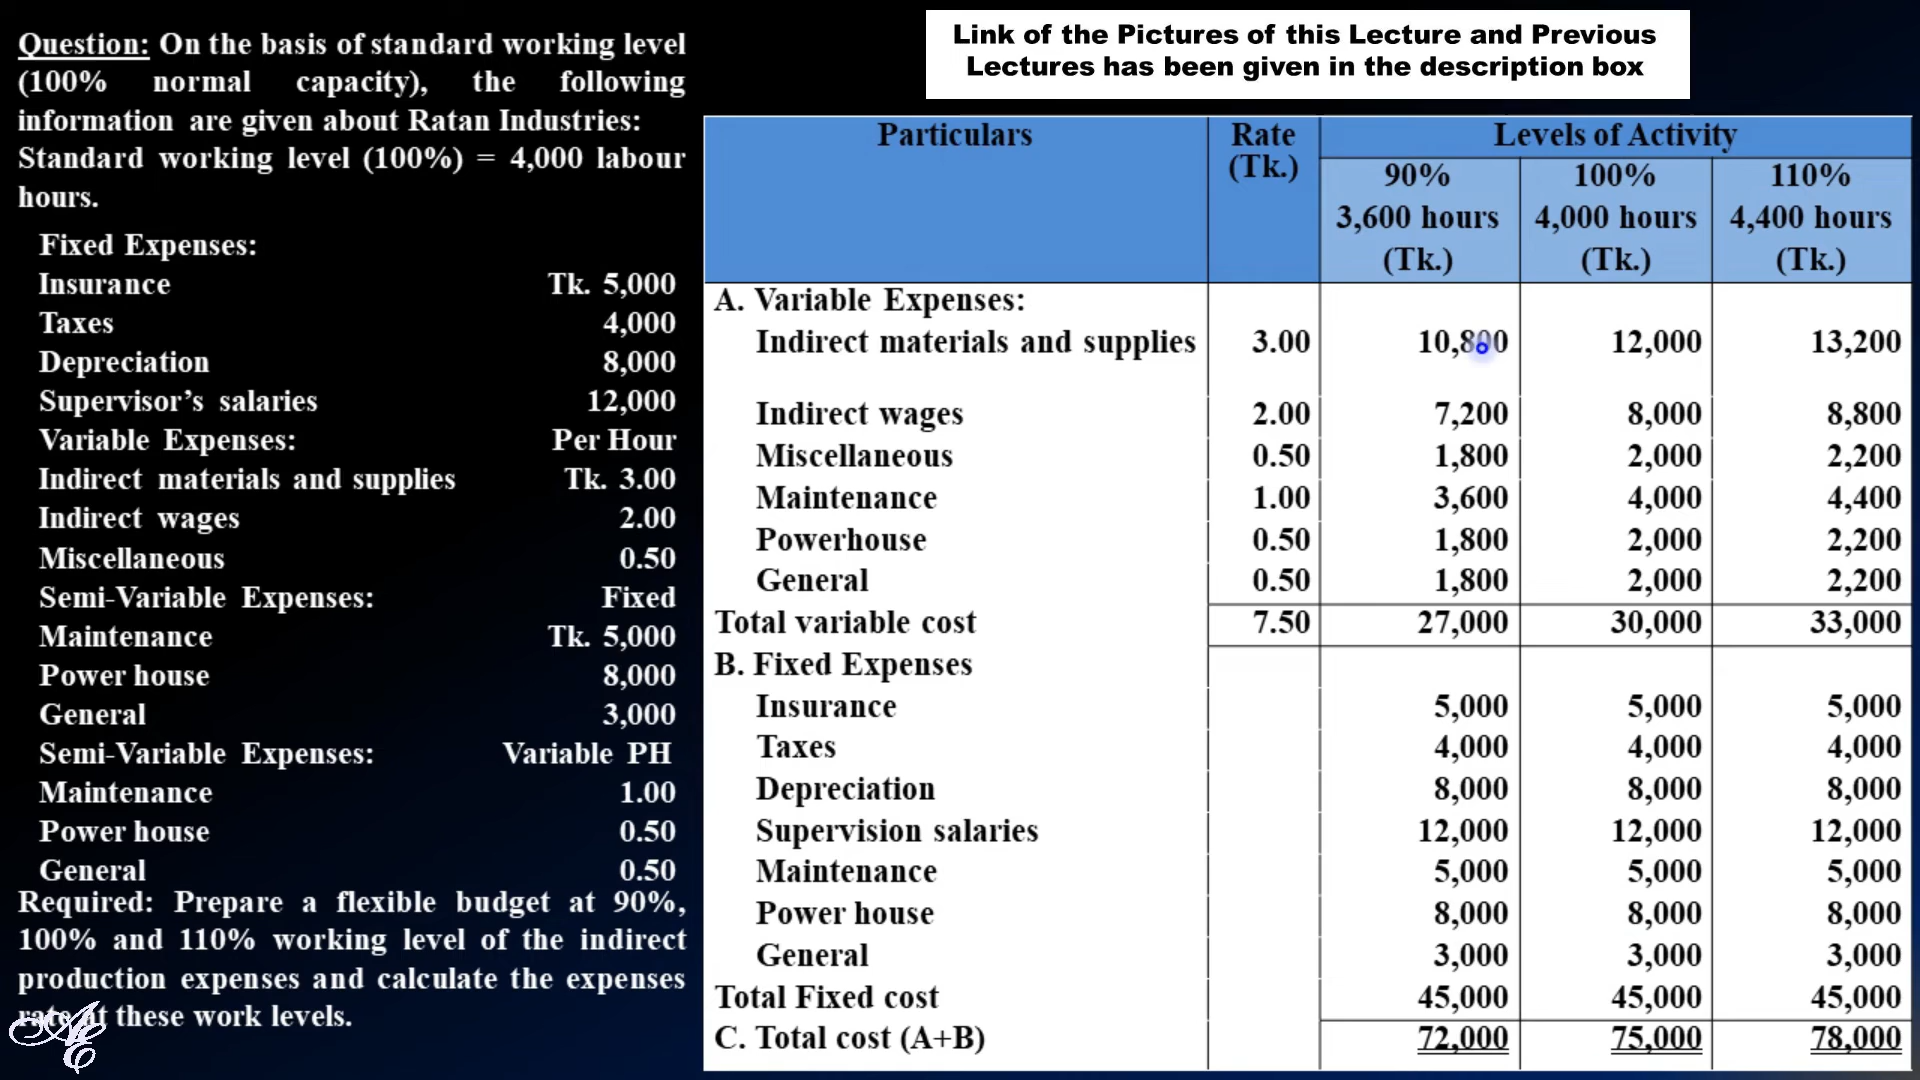 Link of the Pictures of this Lecture and Previous
Lectures has been given in the description box
Question: On the basis of standard working level
(100% normal capacity), the following
information are given about Ratan Industries:
Standard working level (100%) = 4,000 labour
hours.
Fixed Expenses:
Insurance Tk. 5,000
Taxes 4,000
Depreciation 8,000
Supervisor’s salaries 12,000
Variable Expenses: Per Hour
Indirect materials and supplies Tk. 3.00
Indirect wages 2.00
Miscellaneous 0.50
Semi-Variable Expenses: Fixed
Maintenance Tk. 5,000
Power house 8,000
General 3,000
Semi-Variable Expenses: Variable PH
Maintenance 1.00
Power house 0.50
General 0.50
Required: Prepare a flexible budget at 90%,
100% and 110% working level of the indirect
production expenses and calculate the expenses
rate at these work levels.
Particulars Rate (Tk.) Levels of Activity
90% 100% 110%
3,600 hours 4,000 hours 4,400 hours
(Tk.) (Tk.) (Tk.)
A. Variable Expenses:
Indirect materials and supplies 3.00 10,800 12,000 13,200
Indirect wages 2.00 7,200 8,000 8,800
Miscellaneous 0.50 1,800 2,000 2,200
Maintenance 1.00 3,600 4,000 4,400
Powerhouse 0.50 1,800 2,000 2,200
General 0.50 1,800 2,000 2,200
Total variable cost 7.50 27,000 30,000 33,000
B. Fixed Expenses
Insurance 5,000 5,000 5,000
Taxes 4,000 4,000 4,000
Depreciation 8,000 8,000 8,000
Supervision salaries 12,000 12,000 12,000
Maintenance 5,000 5,000 5,000
Power house 8,000 8,000 8,000
General 3,000 3,000 3,000
Total Fixed cost 45,000 45,000 45,000
C. Total cost (A+B) 72,000 75,000 78,000